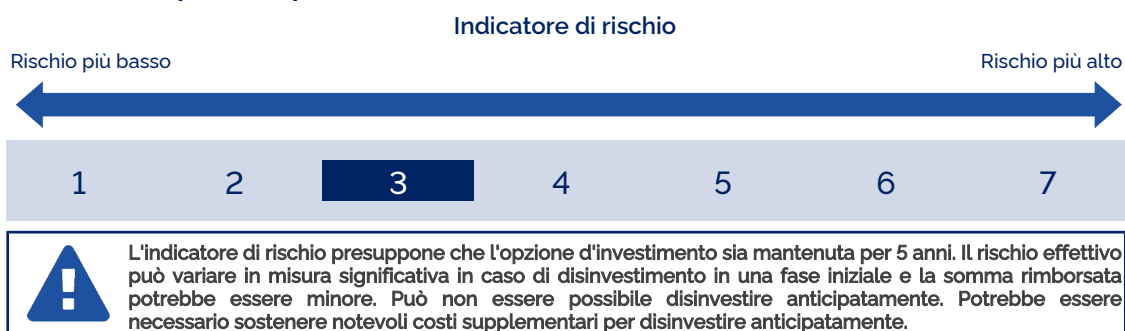 Indicatore di rischio
Rischio più basso Rischio più alto
1 2 3 4 5 6 7
L'indicatore di rischio presuppone che l'opzione d'investimento sia mantenuta per 5 anni. Il rischio effettivo
può variare in misura significativa in caso di disinvestimento in una fase iniziale e la somma rimborsata
potrebbe essere minore. Può non essere possibile disinvestire anticipatamente. Potrebbe essere
necessario sostenere notevoli costi supplementari per disinvestire anticipatamente.